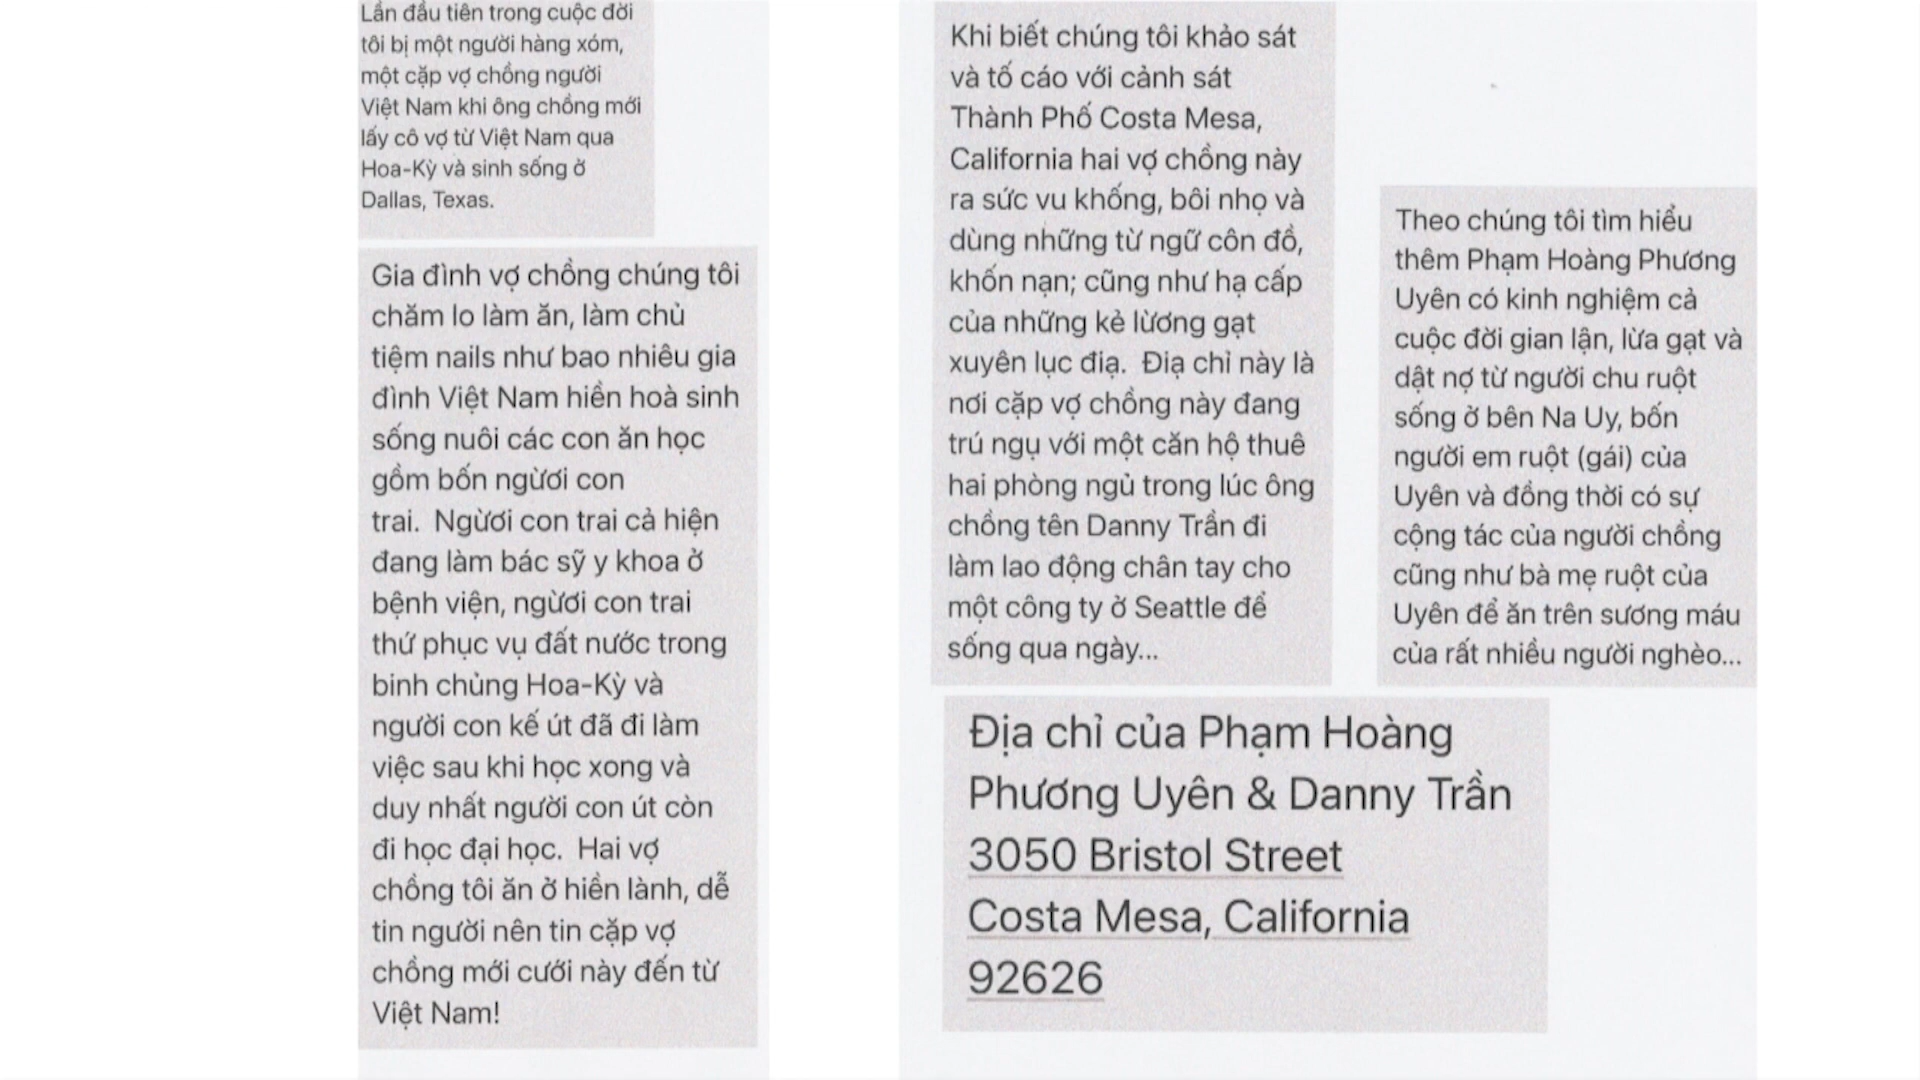 Lần đầu tiên trong cuộc đời
tôi bị một người hàng xóm,
một cặp vợ chồng người
Việt Nam khi ông chồng mới
lấy cô vợ từ Việt Nam qua
Hoa-Kỳ và sinh sống ở
Dallas, Texas.
Gia đình vợ chồng chúng tôi
chăm lo làm ăn, làm chủ
tiệm nails như bao nhiêu gia
đình Việt Nam hiền hoà sinh
sống nuôi các con ăn học
gồm bốn ngừơi con
trai.  Ngừơi con trai cả hiện
đang làm bác sỹ y khoa ở
bệnh viện, ngừơi con trai
thứ phục vụ đất nước trong
binh chủng Hoa-Kỳ và
người con kế út đã đi làm
việc sau khi học xong và
duy nhất người con út còn
đi học đại học.  Hai vợ
chồng tôi ăn ở hiền lành, dễ
tin người nên tin cặp vợ
chồng mới cưới này đến từ
Việt Nam!
Khi biết chúng tôi khảo sát
và tố cáo với cảnh sát
Thành Phố Costa Mesa,
California hai vợ chồng này
ra sức vu khống, bôi nhọ và
dùng những từ ngữ côn đồ,
khốn nạn; cũng như hạ cấp
của những kẻ lừơng gạt
xuyên lục địa.  Địa chỉ này là
nơi cặp vợ chồng này đang
trú ngụ với một căn hộ thuê
hai phòng ngủ trong lúc ông
chồng tên Danny Trần đi
làm lao động chân tay cho
một công ty ở Seattle để
sống qua ngày...
Theo chúng tôi tìm hiểu
thêm Phạm Hoàng Phương
Uyên có kinh nghiệm cả
cuộc đời gian lận, lừa gạt và
dật nợ từ người chu ruột
sống ở bên Na Uy, bốn
người em ruột (gái) của
Uyên và đồng thời có sự
cộng tác của người chồng
cũng như bà mẹ ruột của
Uyên để ăn trên sương máu
của rất nhiều người nghèo...
Địa chỉ của Phạm Hoàng
Phương Uyên & Danny Trần
3050 Bristol Street
Costa Mesa, California
92626